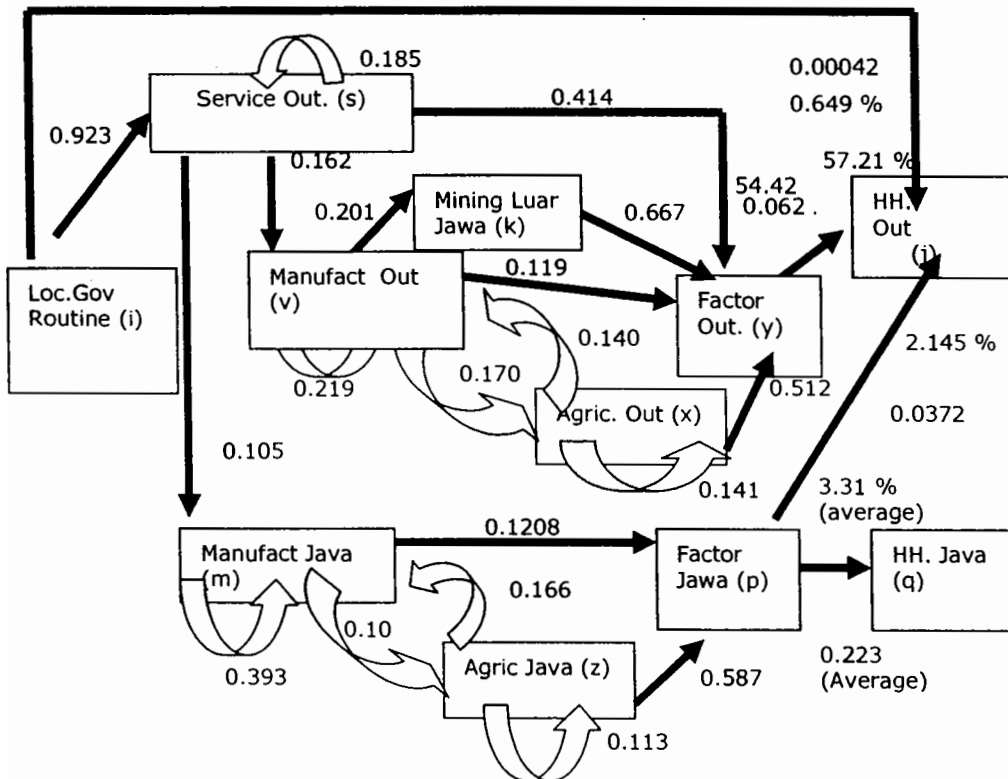 0.185
Service Out. (s)
0.414
0.00042
0.649 %
0.923
0.162
57.21 %
54.42
0.062 .
HH.
Out
(j)
Mining Luar
Jawa (k)
0.201
0.667
Manufact Out
(v)
0.119
Loc.Gov
Routine (i)
Factor
Out. (y)
0.140
2.145 %
0.219
0.170
0.512
Agric. Out (x)
0.0372
0.105
0.141
3.31 %
(average)
0.1208
Manufact Java
(m)
Factor
Jawa (p)
HH. Java
(q)
0.166
0.10
0.393
Agric Java (z)
0.587
0.223
(Average)
0.113